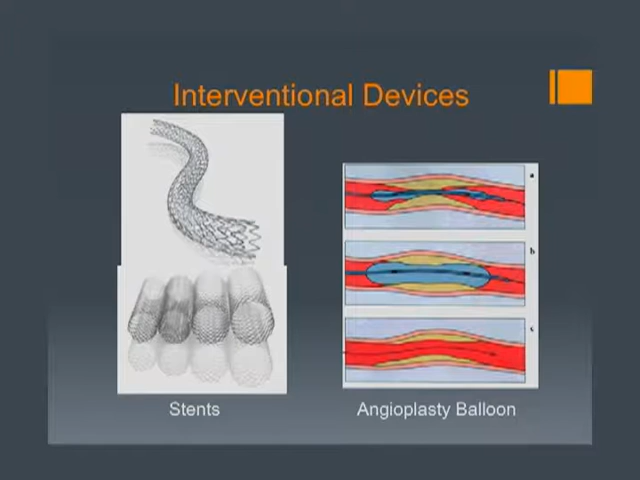 Interventional Devices
a
b
c
Stents
Angioplasty Balloon